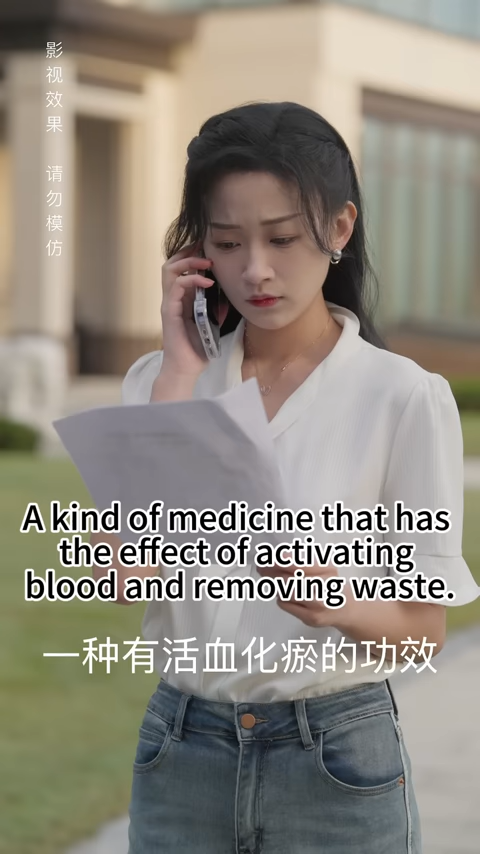 影视效果 请勿模仿
A kind of medicine that has
the effect of activating
blood and removing waste.
一种有活血化瘀的功效